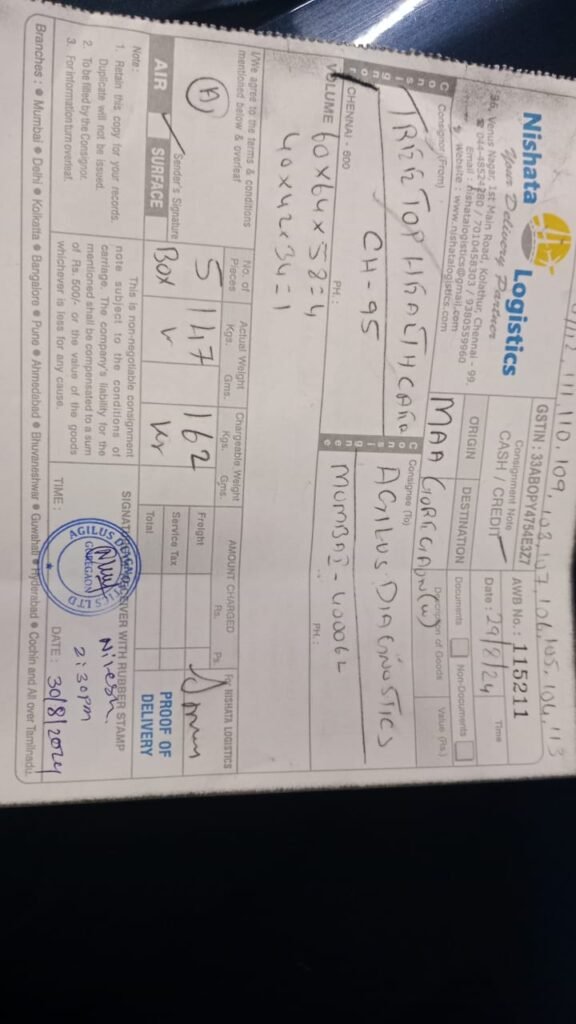 111, 110, 109, 108, 107, 106, 105, 104, 113
Nishata Logistics
Your Delivery Partner
36, Venus Nagar, 1st Main Road, Kolathur, Chennai - 99.
044-48524280 / 7010458303 / 9380559960
Email : nishatalogistics@gmail.com
Website : www.nishatalogistics.com
GSTIN : 33ABOPY4754E327
Consignment Note
CASH / CREDIT
AWB No. : 115211
Date : 29/8/24
Time
ORIGIN
DESTINATION
MAA
GOREGAON(W)
Documents
Non-Documents
Description of Goods
Value (Rs.)
Consignor
Consignor (From)
TREE TOP HEALTHCARE
CH-95
CHENNAI - 600
PH.:
Consignee
Consignee (To)
AGILUS DIAGNOSTICS
MUMBAI - 400062
PH.:
VOLUME
60x64x58=4
40x42x34=1
I/We agree to the terms & conditions
mentioned below & overleaf
A
Sender's Signature
AIR
SURFACE
No. of Pieces
Actual Weight
Kgs. Gms.
Chargeable Weight
Kgs. Gms.
5
147
162
Box
AMOUNT CHARGED
Rs. Ps.
Freight
Service Tax
Total
For NISHATA LOGISTICS
PROOF OF
DELIVERY
Note :
1. Retain this copy for your records.
Duplicate will not be issued.
2. To be filled by the Consignor.
3. For information turn overleaf.
This is non-negotiable consignment
note subject to the conditions of
carriage. The company's liability for the
mentioned shall be compensated to a sum
of Rs. 500/- or the value of the goods
whichever is less for any cause.
RECEIVER WITH RUBBER STAMP
AGILUS DIAGNOSTICS LTD
GOREGAON
Nilesh
2:30pm
TIME :
DATE : 30/8/2024
Branches : ● Mumbai ● Delhi ● Kolkatta ● Bangalore ● Pune ● Ahmedabad ● Bhuvaneshwar ● Guwahati ● Hyderabad ● Cochin and All over Tamilnadu.